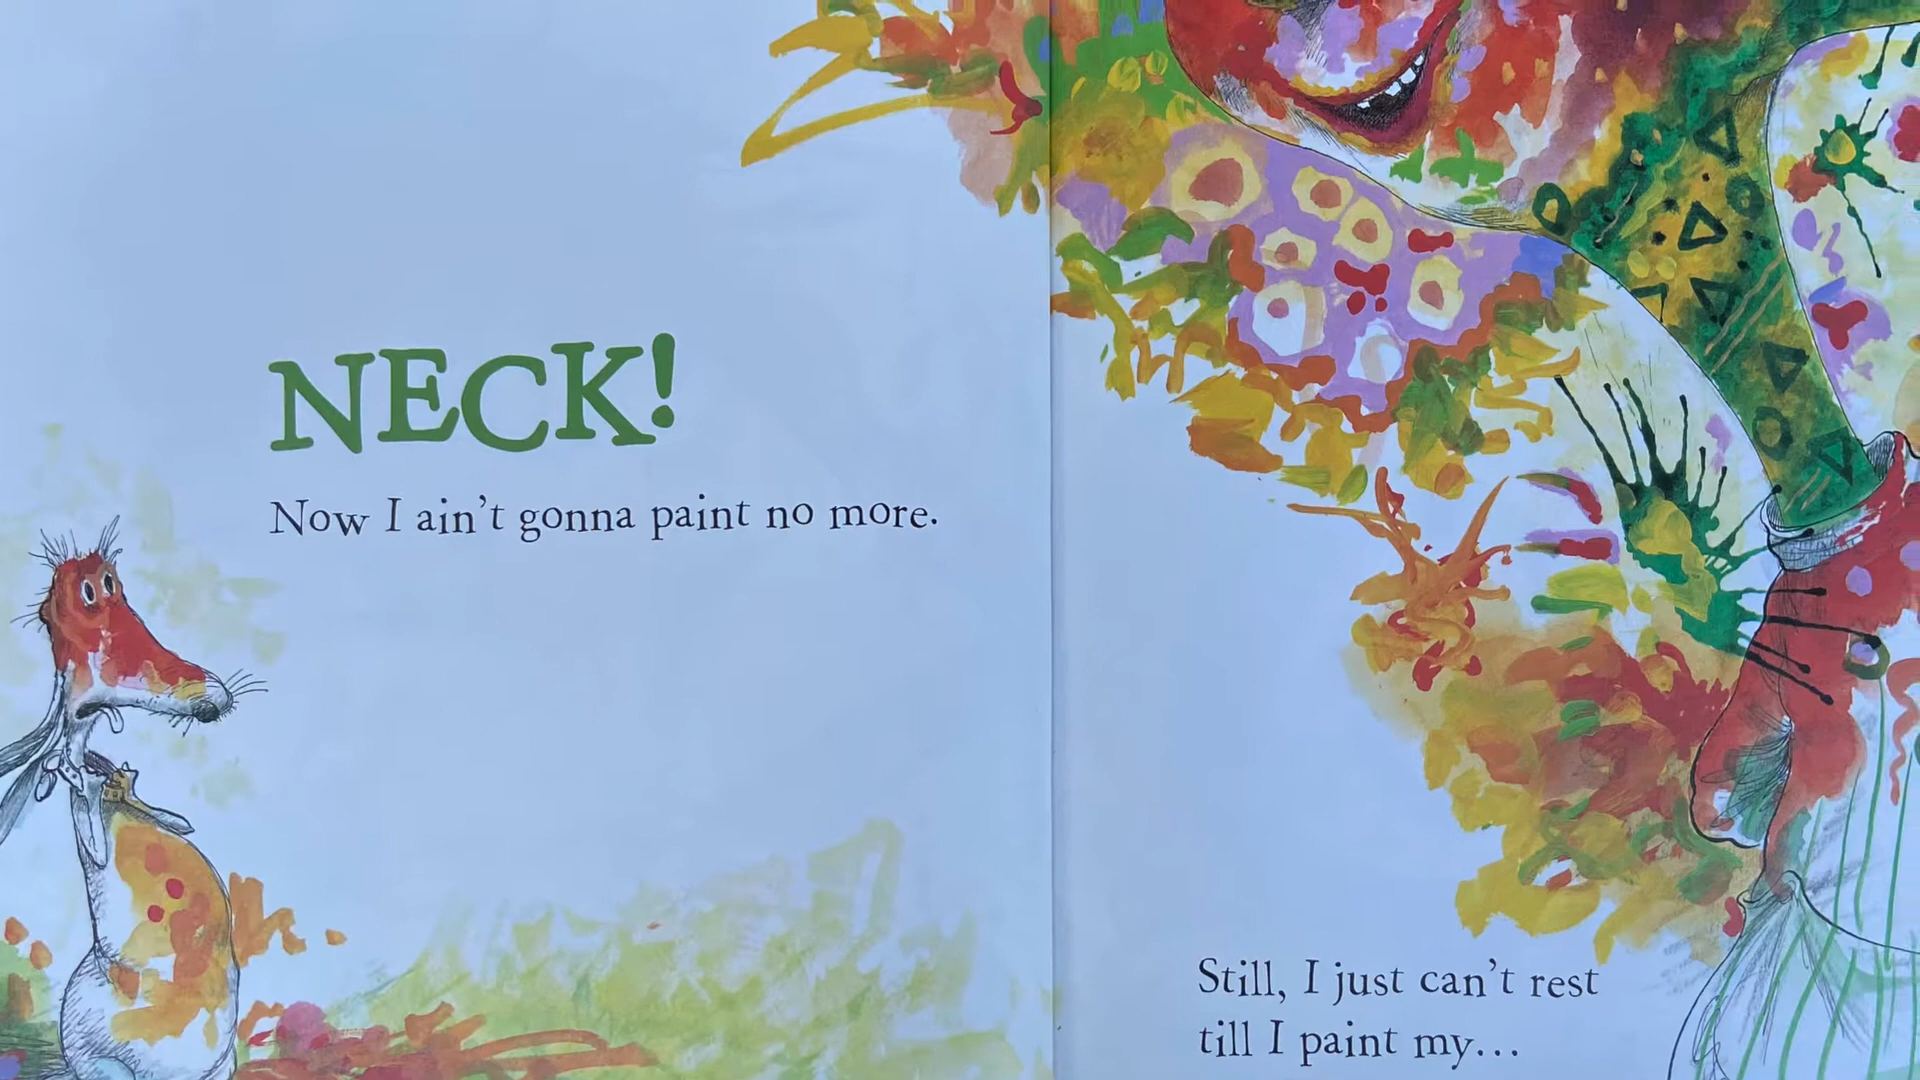 NECK!
Now I ain't gonna paint no more.
Still, I just can't rest
till I paint my...